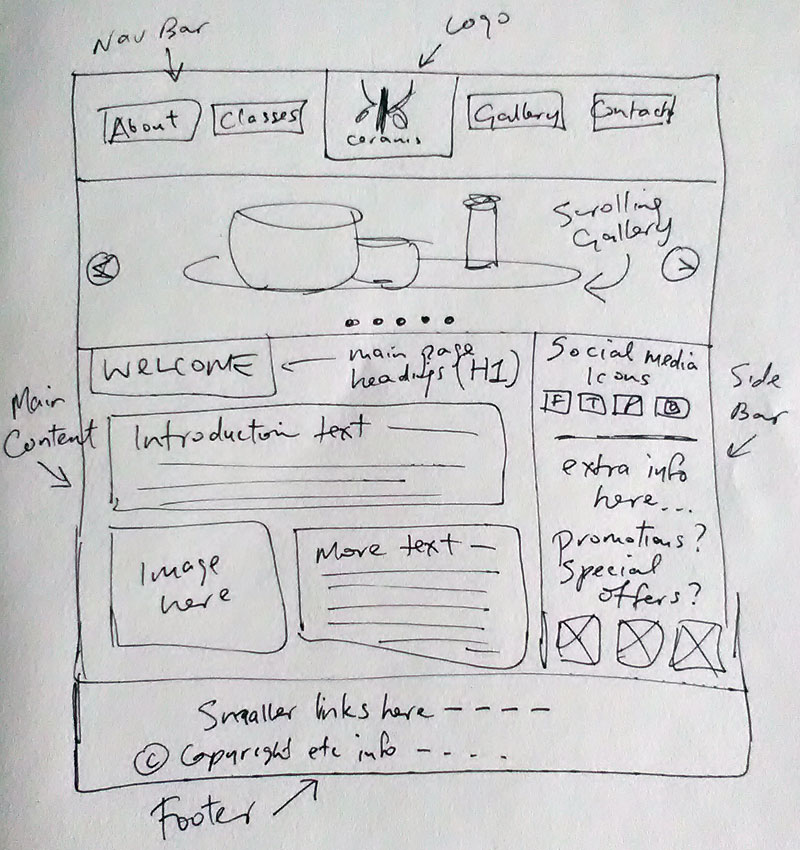 Nav Bar
Logo
About
Classes
Gallery
Contact
Scrolling
Gallery
WELCOME
main page
headings (H1)
Social media
Icons
F T P
Side
Bar
Main
Content
Introduction text
extra info
here...
promotions?
Special
offers?
Image
here
More text
Smaller links here
© Copyright etc info
Footer